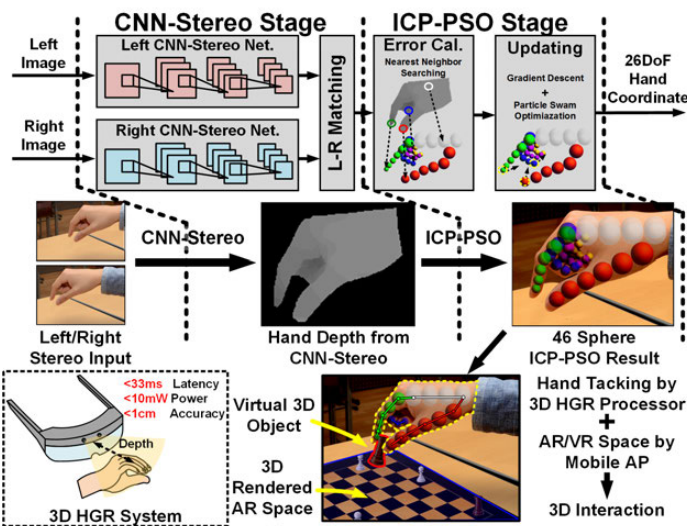 CNN-Stereo Stage
ICP-PSO Stage
Left
Image
Left CNN-Stereo Net.
Right
Image
Right CNN-Stereo Net.
L-R Matching
Error Cal.
Nearest Neighbor
Searching
Updating
Gradient Descent
+
Particle Swam
Optimiazation
26DoF
Hand
Coordinate
CNN-Stereo
ICP-PSO
Left/Right
Stereo Input
Hand Depth from
CNN-Stereo
46 Sphere
ICP-PSO Result
<33ms Latency
<10mW Power
<1cm Accuracy
Depth
3D HGR System
Virtual 3D
Object
3D
Rendered
AR Space
Hand Tacking by
3D HGR Processor
+
AR/VR Space by
Mobile AP
3D Interaction